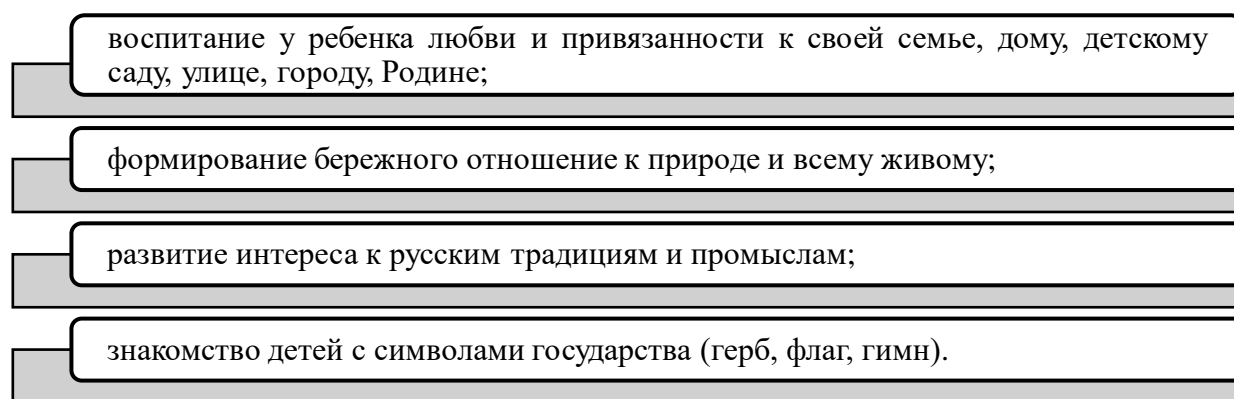 воспитание у ребенка любви и привязанности к своей семье, дому, детскому
саду, улице, городу, Родине;
формирование бережного отношение к природе и всему живому;
развитие интереса к русским традициям и промыслам;
знакомство детей с символами государства (герб, флаг, гимн).